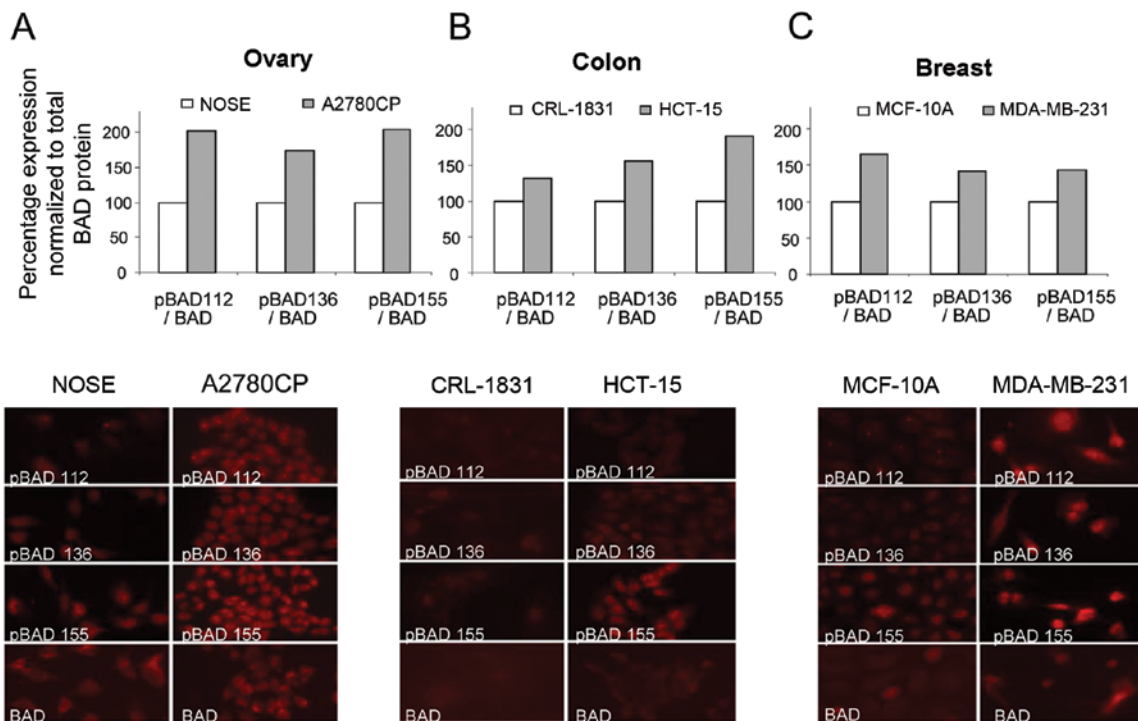 A
Ovary
NOSE A2780CP
Percentage expression
normalized to total
BAD protein
200
150
100
50
0
pBAD112 / BAD
pBAD136 / BAD
pBAD155 / BAD
B
Colon
CRL-1831 HCT-15
200
150
100
50
0
pBAD112 / BAD
pBAD136 / BAD
pBAD155 / BAD
C
Breast
MCF-10A MDA-MB-231
200
150
100
50
0
pBAD112 / BAD
pBAD136 / BAD
pBAD155 / BAD
NOSE A2780CP
pBAD 112 pBAD 112
pBAD 136 pBAD 136
pBAD 155 pBAD 155
BAD BAD
CRL-1831 HCT-15
pBAD 112 pBAD 112
pBAD 136 pBAD 136
pBAD 155 pBAD 155
BAD BAD
MCF-10A MDA-MB-231
pBAD 112 pBAD 112
pBAD 136 pBAD 136
pBAD 155 pBAD 155
BAD BAD